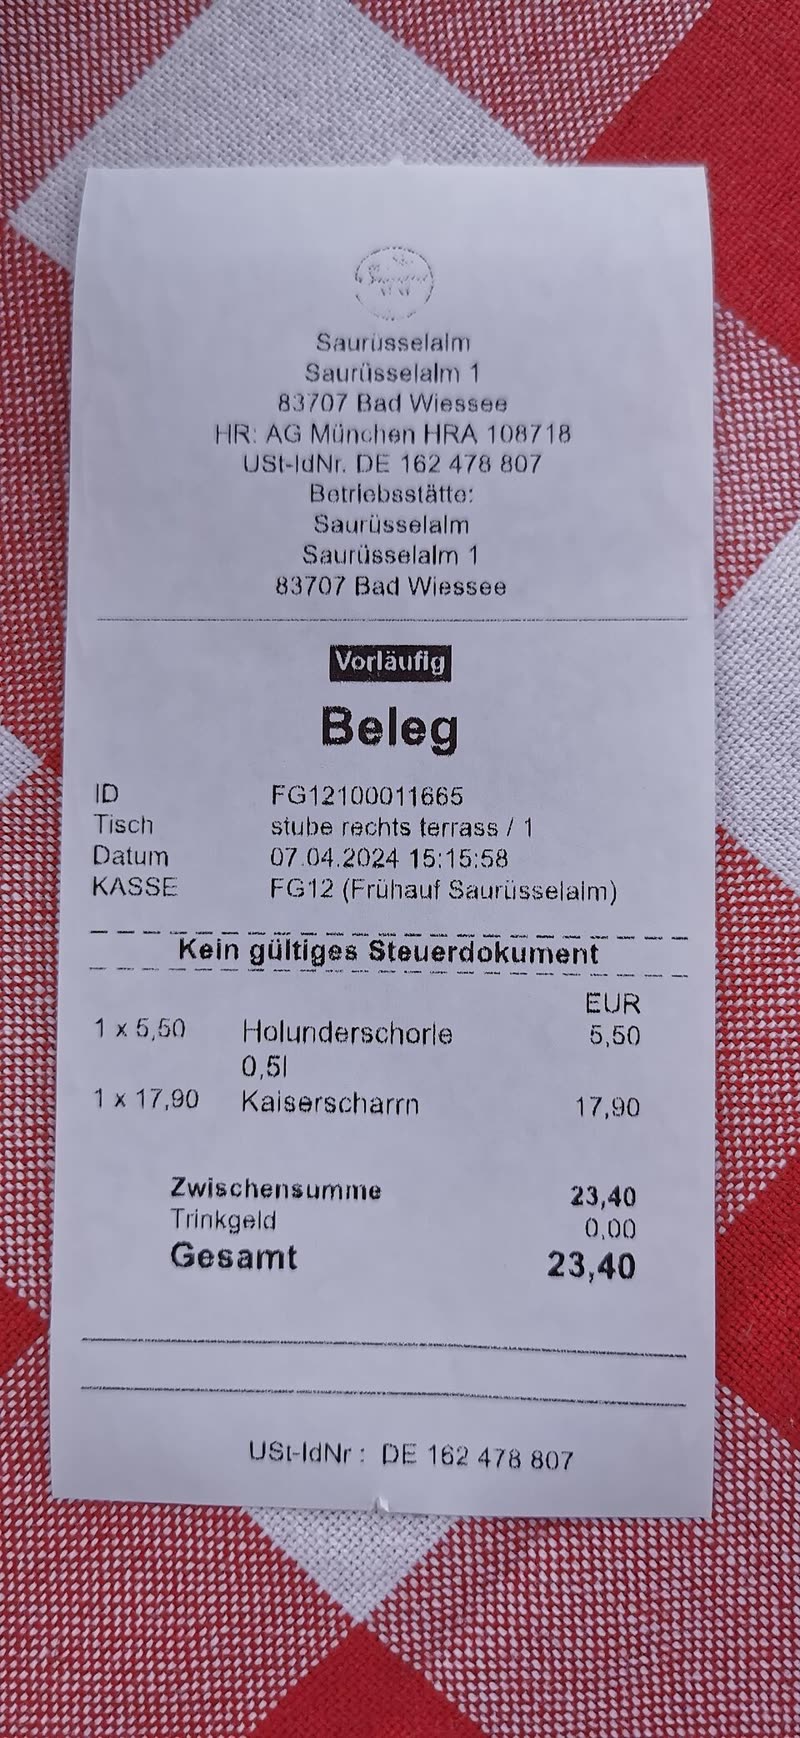 Saurüsselalm
Saurüsselalm 1
83707 Bad Wiessee
HR: AG München HRA 108718
USt-IdNr. DE 162 478 807
Betriebsstätte:
Saurüsselalm
Saurüsselalm 1
83707 Bad Wiessee
Vorläufig
Beleg
ID FG12100011665
Tisch stube rechts terrass / 1
Datum 07.04.2024 15:15:58
KASSE FG12 (Frühauf Saurüsselalm)
Kein gültiges Steuerdokument
EUR
1 x 5,50 Holunderschorle 5,50
0,5l
1 x 17,90 Kaiserscharrn 17,90
Zwischensumme 23,40
Trinkgeld 0,00
Gesamt 23,40
USt-IdNr : DE 162 478 807